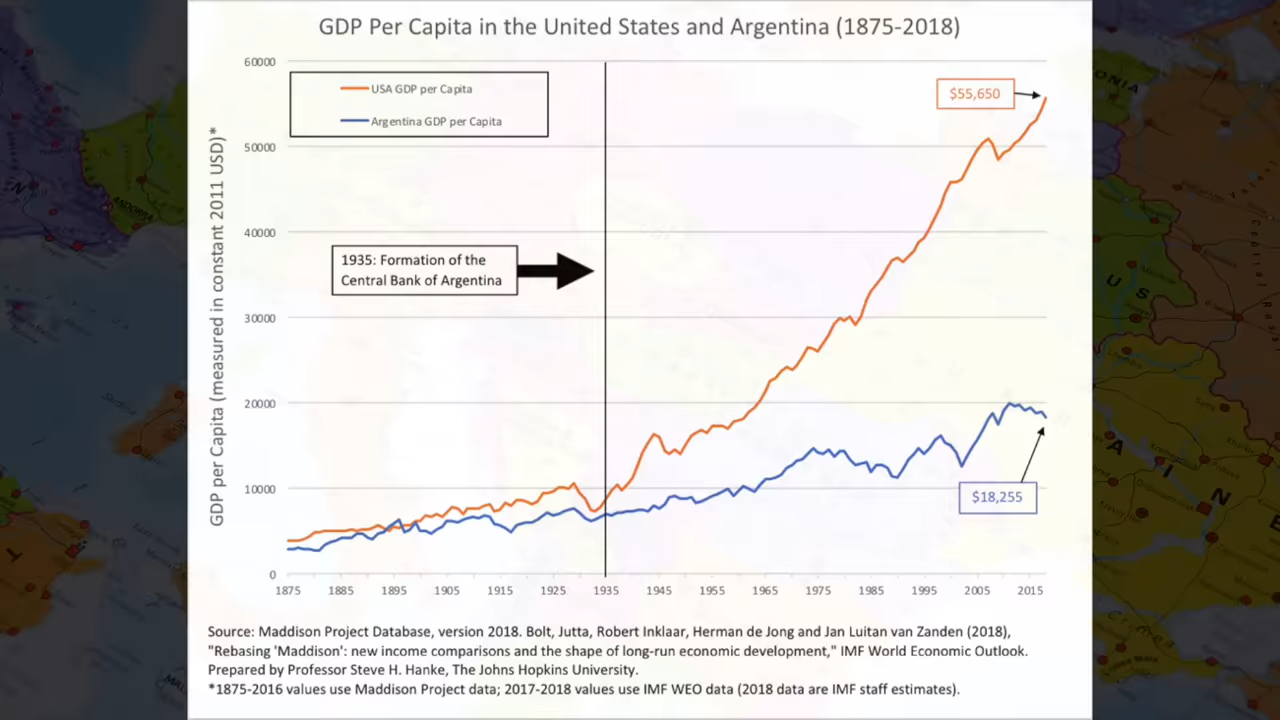 GDP Per Capita in the United States and Argentina (1875-2018)
60000
50000
40000
30000
20000
10000
0
GDP per Capita (measured in constant 2011 USD)*
USA GDP per Capita
Argentina GDP per Capita
$55,650
1935: Formation of the
Central Bank of Argentina
$18,255
1875 1885 1895 1905 1915 1925 1935 1945 1955 1965 1975 1985 1995 2005 2015
Source: Maddison Project Database, version 2018. Bolt, Jutta, Robert Inklaar, Herman de Jong and Jan Luitan van Zanden (2018),
"Rebasing 'Maddison': new income comparisons and the shape of long-run economic development," IMF World Economic Outlook.
Prepared by Professor Steve H. Hanke, The Johns Hopkins University.
*1875-2016 values use Maddison Project data; 2017-2018 values use IMF WEO data (2018 data are IMF staff estimates).
ANDORRA